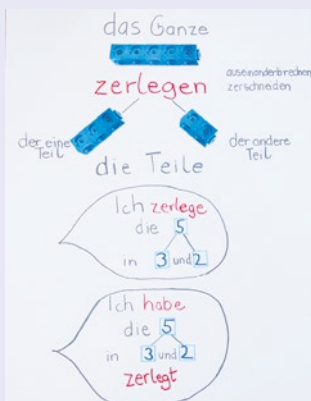 das Ganze
zerlegen
auseinanderbrechen
zerschneiden
der eine
Teil
der andere
Teil
die Teile
Ich zerlege
die 5
in 3 und 2
Ich habe
die 5
in 3 und 2
zerlegt